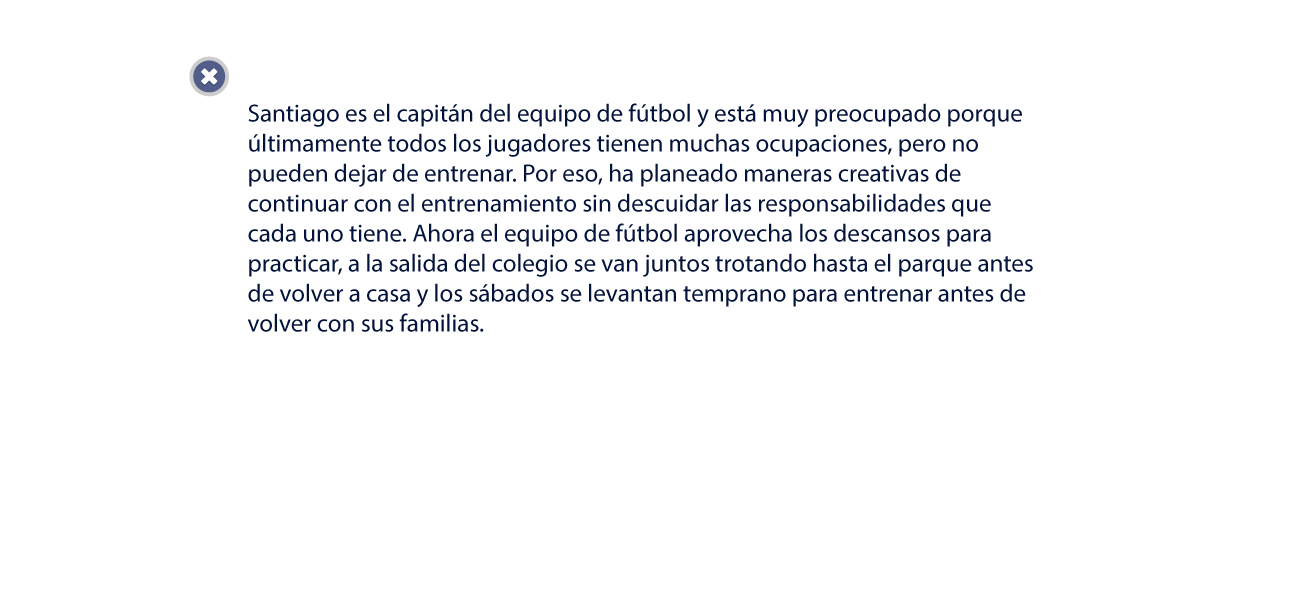 Santiago es el capitán del equipo de fútbol y está muy preocupado porque
últimamente todos los jugadores tienen muchas ocupaciones, pero no
pueden dejar de entrenar. Por eso, ha planeado maneras creativas de
continuar con el entrenamiento sin descuidar las responsabilidades que
cada uno tiene. Ahora el equipo de fútbol aprovecha los descansos para
practicar, a la salida del colegio se van juntos trotando hasta el parque antes
de volver a casa y los sábados se levantan temprano para entrenar antes de
volver con sus familias.